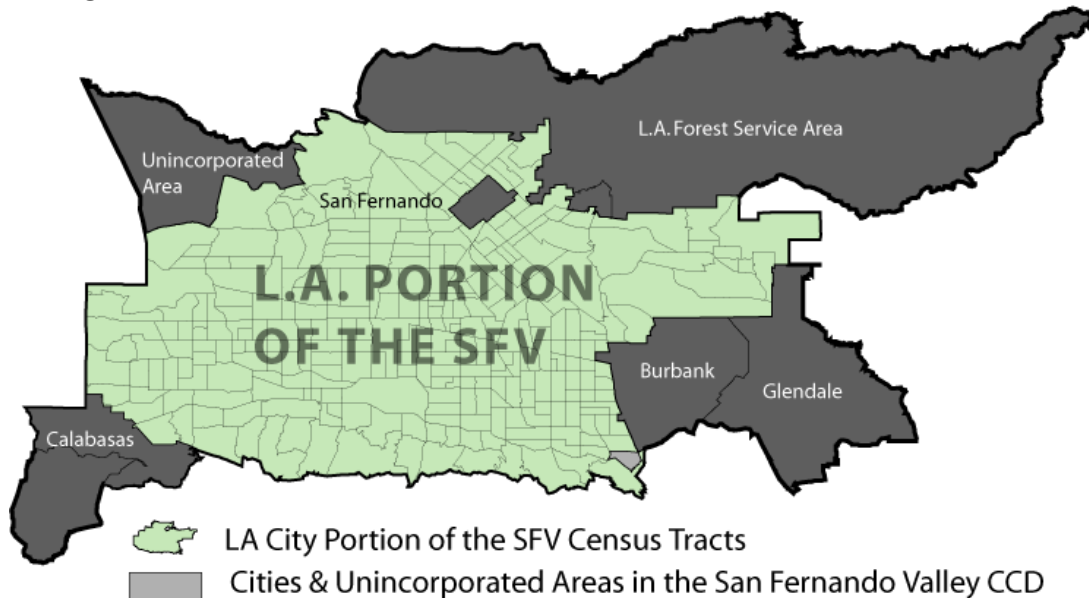 L.A. Forest Service Area
Unincorporated
Area
San Fernando
L.A. PORTION
OF THE SFV
Burbank
Glendale
Calabasas
LA City Portion of the SFV Census Tracts
Cities & Unincorporated Areas in the San Fernando Valley CCD